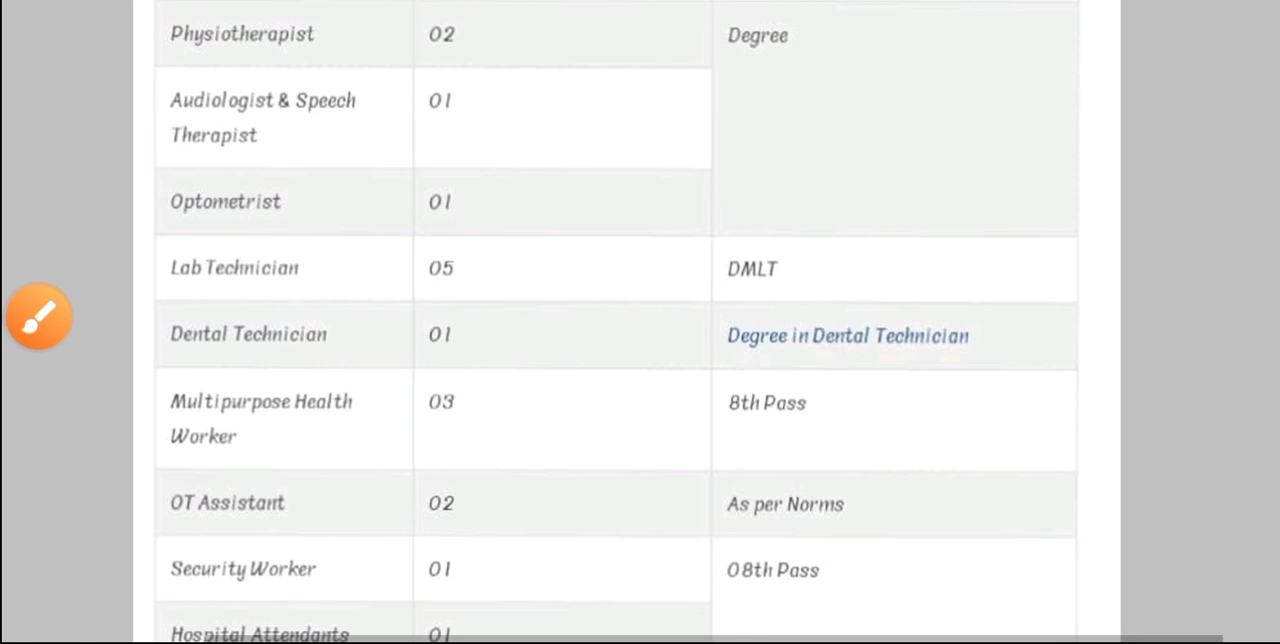 Physiotherapist 02 Degree
Audiologist & Speech 01
Therapist
Optometrist 01
Lab Technician 05 DMLT
Dental Technician 01 Degree in Dental Technician
Multipurpose Health 03 8th Pass
Worker
OT Assistant 02 As per Norms
Security Worker 01 08th Pass
Hospital Attendants 01